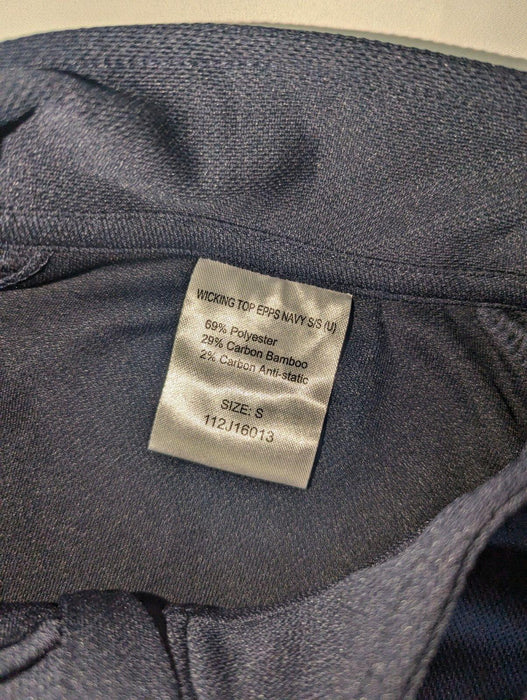 WICKING TOP EPPS NAVY S/S (U)
69% Polyester
29% Carbon Bamboo
2% Carbon Anti-static
SIZE: S
112J16013